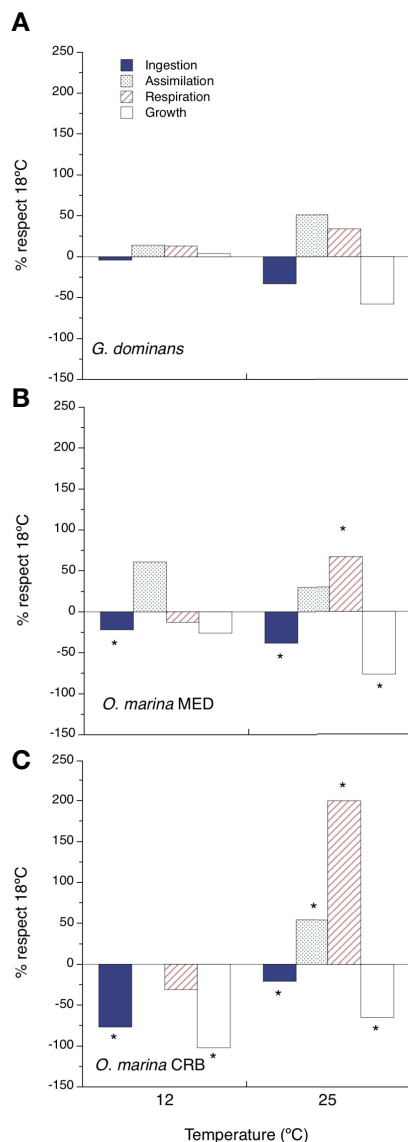 A
250
200
150
100
50
0
-50
-100
-150
% respect 18ºC
Ingestion
Assimilation
Respiration
Growth
G. dominans
B
250
200
150
100
50
0
-50
-100
-150
% respect 18ºC
*
*
*
*
O. marina MED
C
250
200
150
100
50
0
-50
-100
-150
% respect 18ºC
*
*
*
*
*
*
O. marina CRB
12 25
Temperature (ºC)